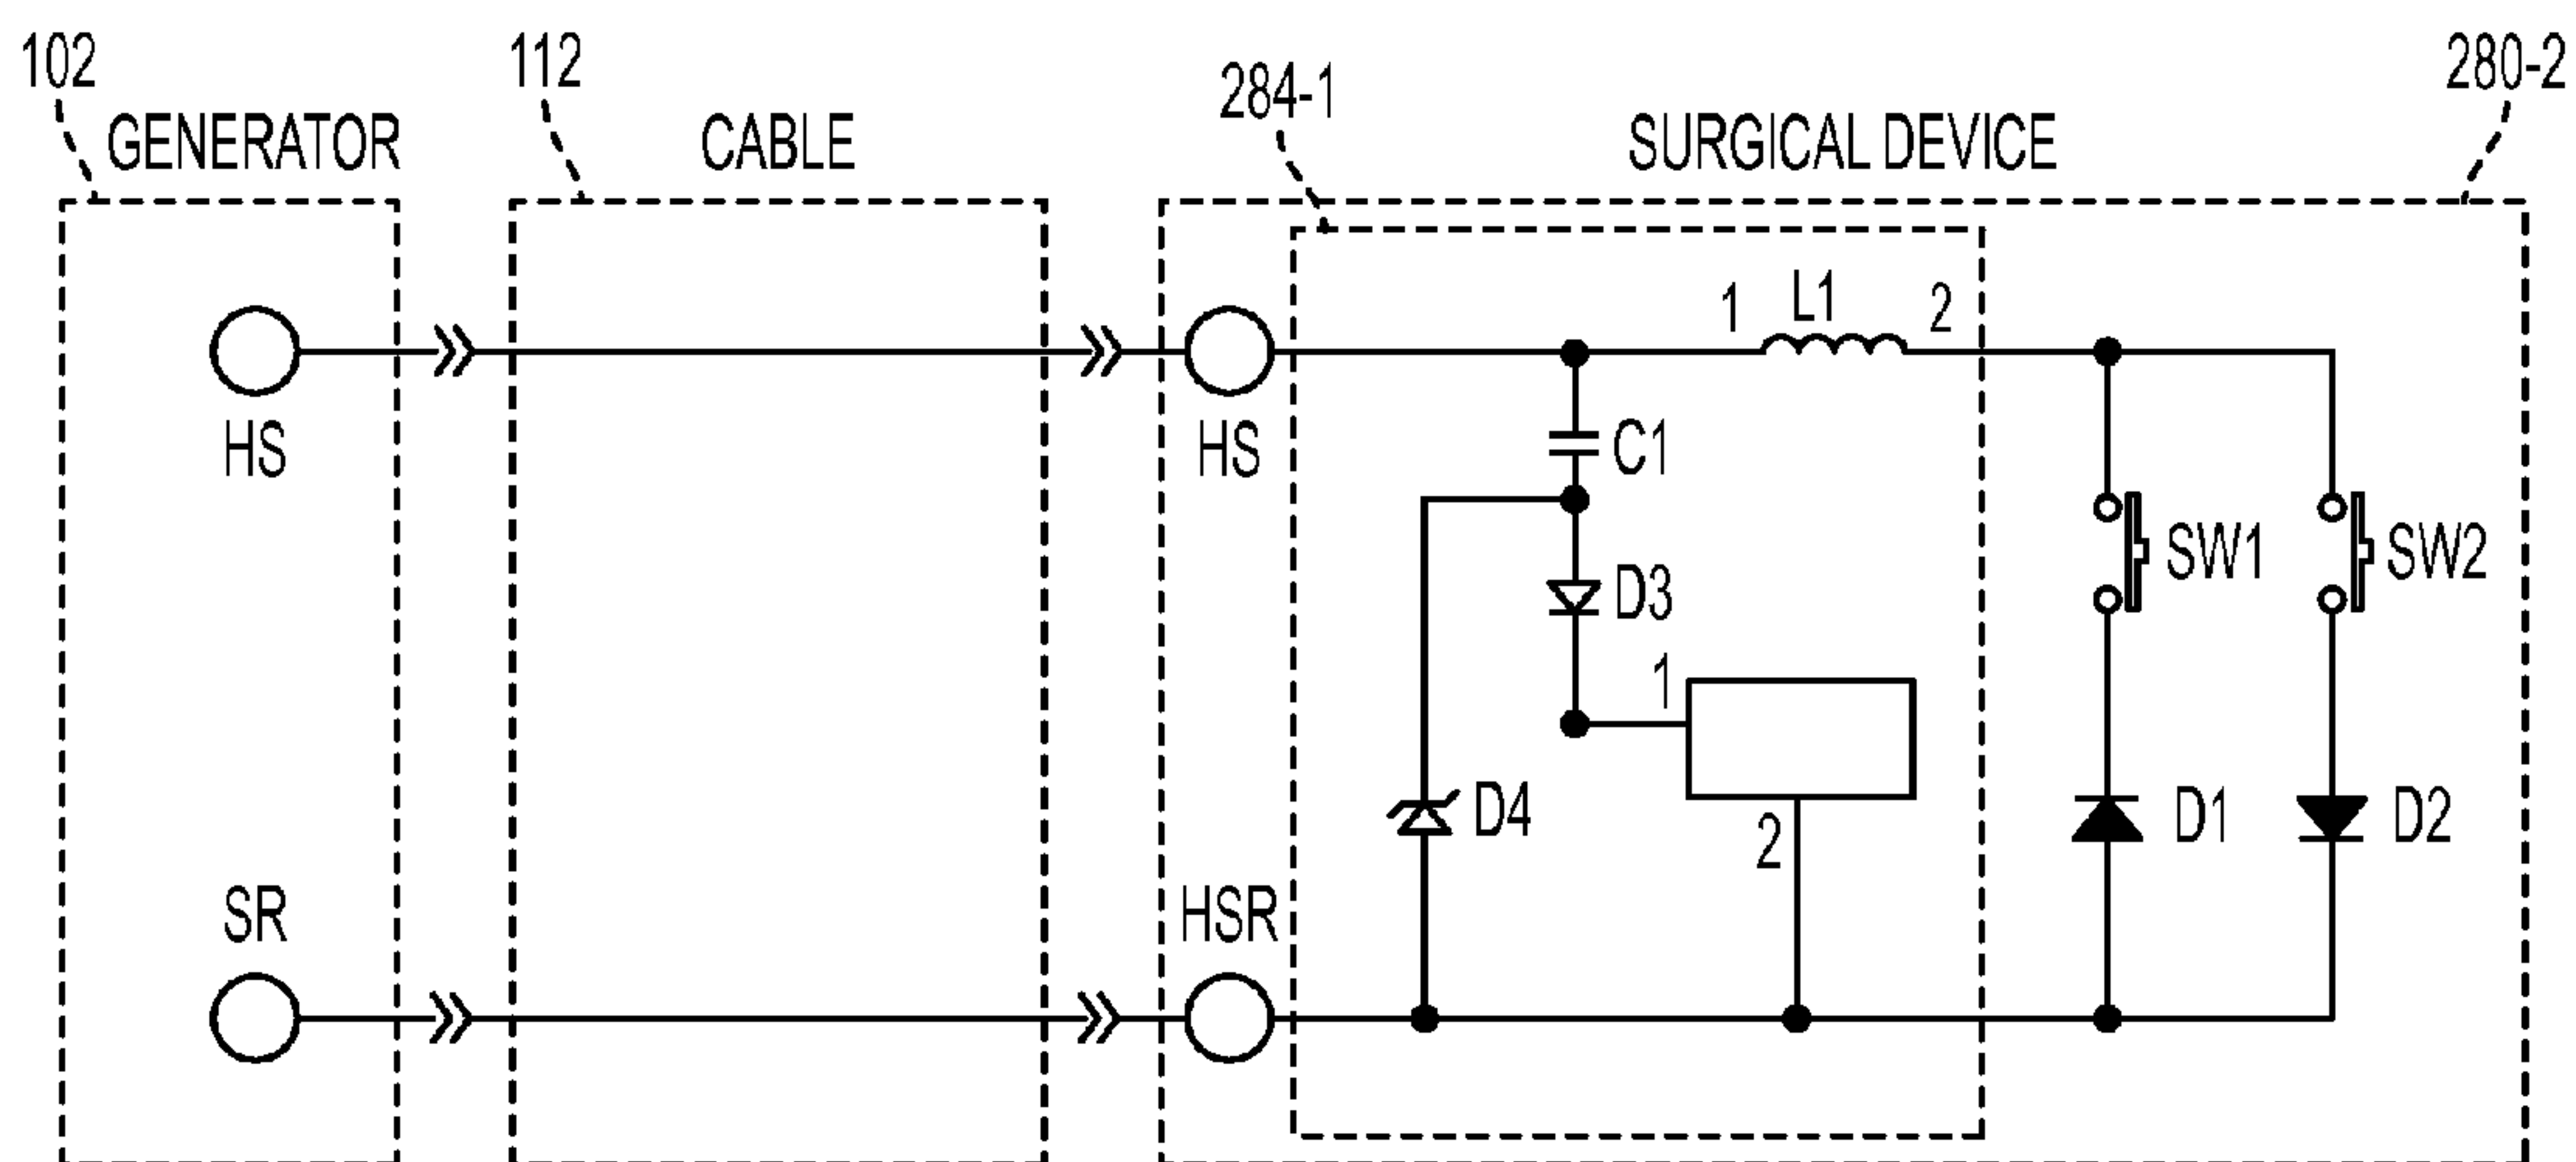 102
112
284-1
280-2
GENERATOR
CABLE
SURGICAL DEVICE
1
L1
2
HS
HS
C1
SW1
SW2
D3
1
D4
2
D1
D2
SR
HSR